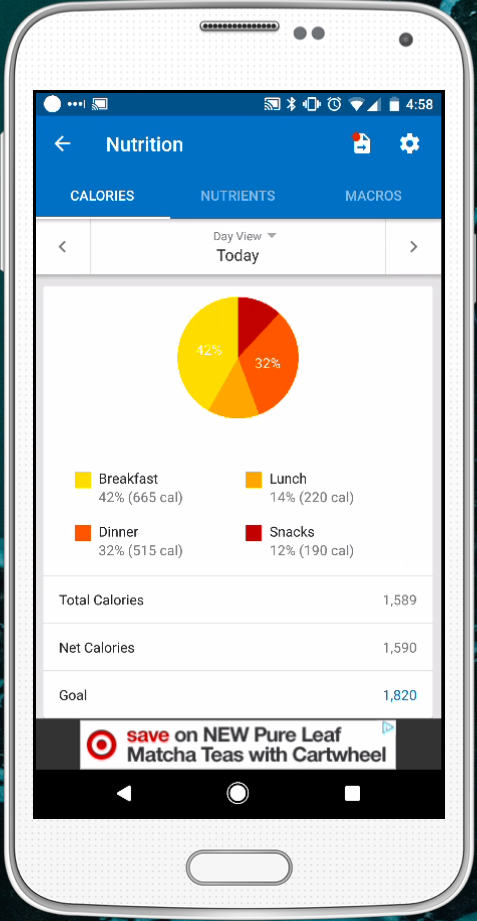 4:58
Nutrition
CALORIES NUTRIENTS MACROS
Day View
Today
42%
32%
Breakfast Lunch
42% (665 cal) 14% (220 cal)
Dinner Snacks
32% (515 cal) 12% (190 cal)
Total Calories 1,589
Net Calories 1,590
Goal 1,820
save on NEW Pure Leaf
Matcha Teas with Cartwheel